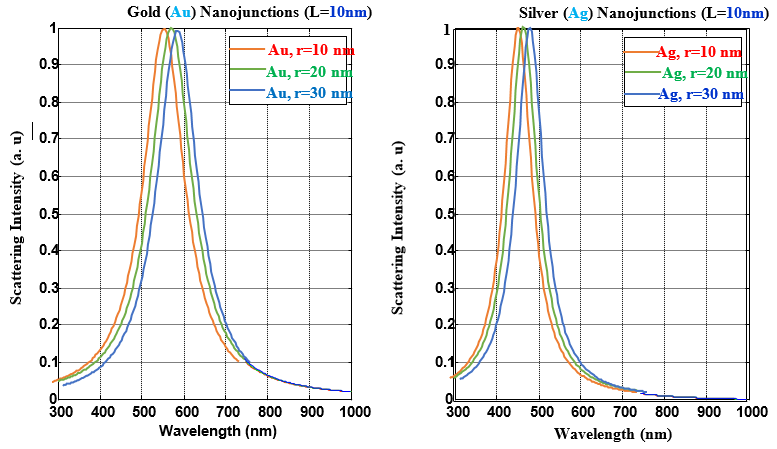 Gold (Au) Nanojunctions (L=10nm)
Au, r=10 nm
Au, r=20 nm
Au, r=30 nm
Scattering Intensity (a. u)
1
0.9
0.8
0.7
0.6
0.5
0.4
0.3
0.2
0.1
0
300 400 500 600 700 800 900 1000
Wavelength (nm)
Silver (Ag) Nanojunctions (L=10nm)
Ag, r=10 nm
Ag, r=20 nm
Ag, r=30 nm
Scattering Intensity (a. u)
1
0.9
0.8
0.7
0.6
0.5
0.4
0.3
0.2
0.1
0
300 400 500 600 700 800 900 1000
Wavelength (nm)